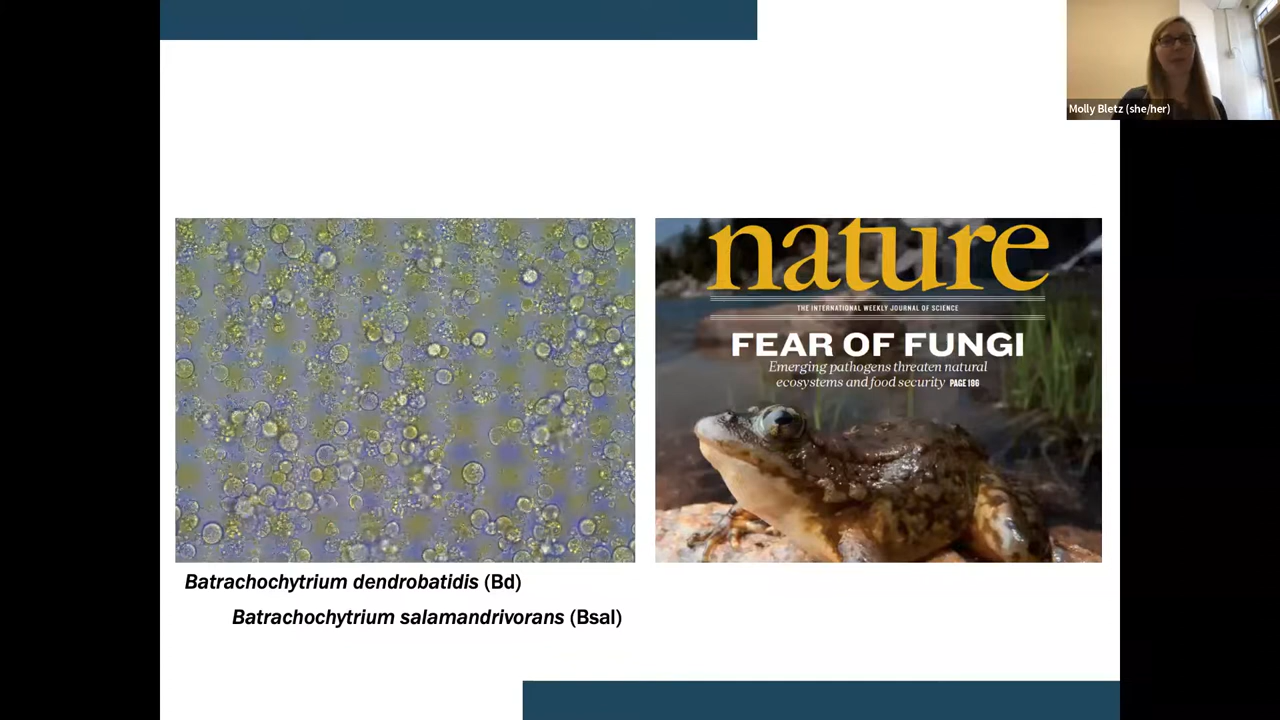 Molly Bletz (she/her)
nature
THE INTERNATIONAL WEEKLY JOURNAL OF SCIENCE
FEAR OF FUNGI
Emerging pathogens threaten natural
ecosystems and food security PAGE 186
Batrachochytrium dendrobatidis (Bd)
Batrachochytrium salamandrivorans (Bsal)